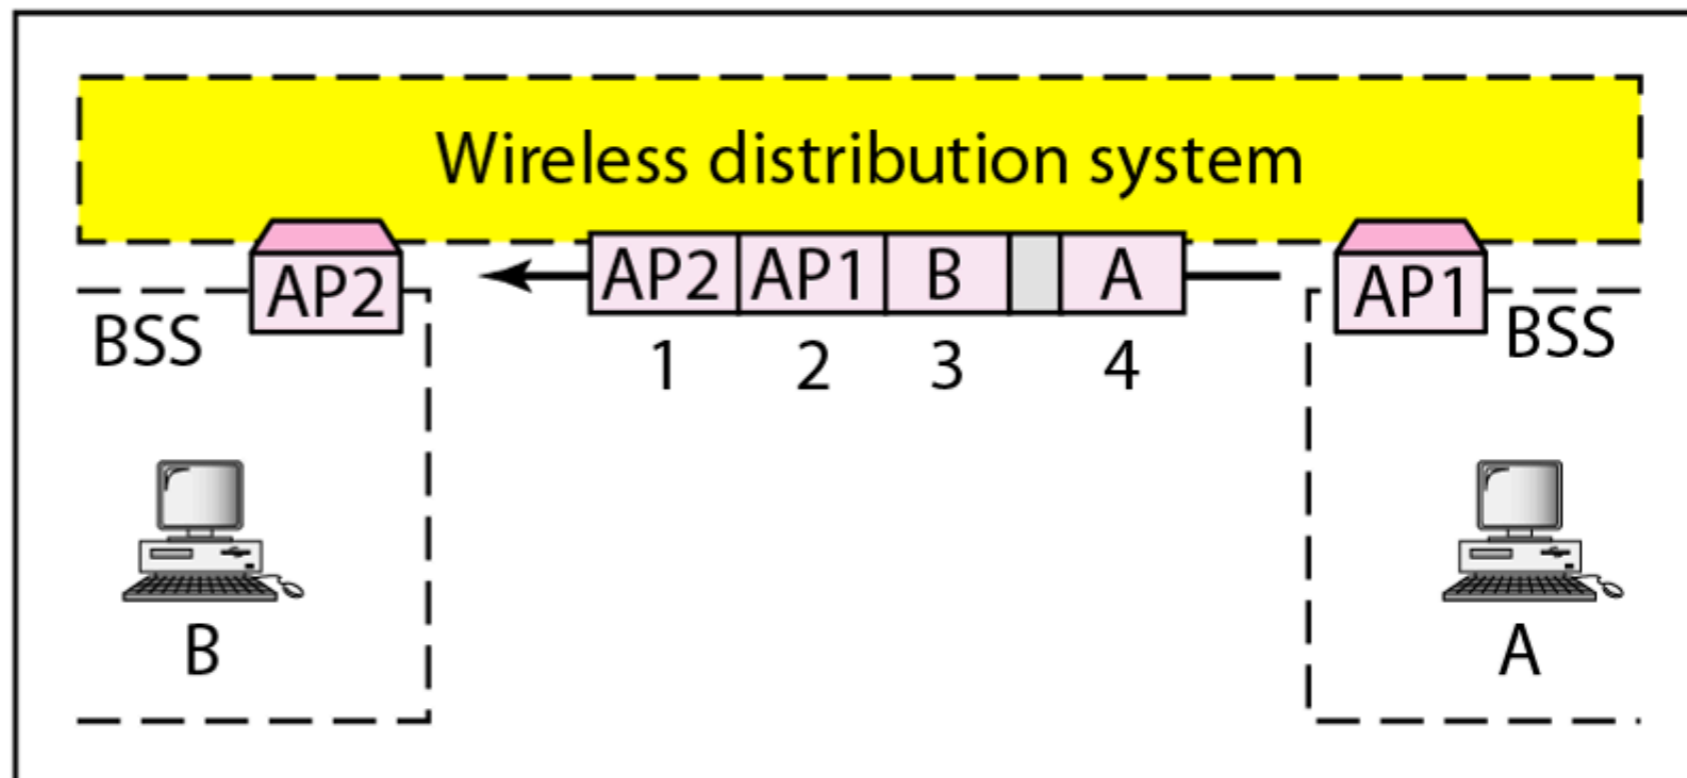 Wireless distribution system
AP2 AP2 AP1 B A AP1
BSS 1 2 3 4 BSS
B A